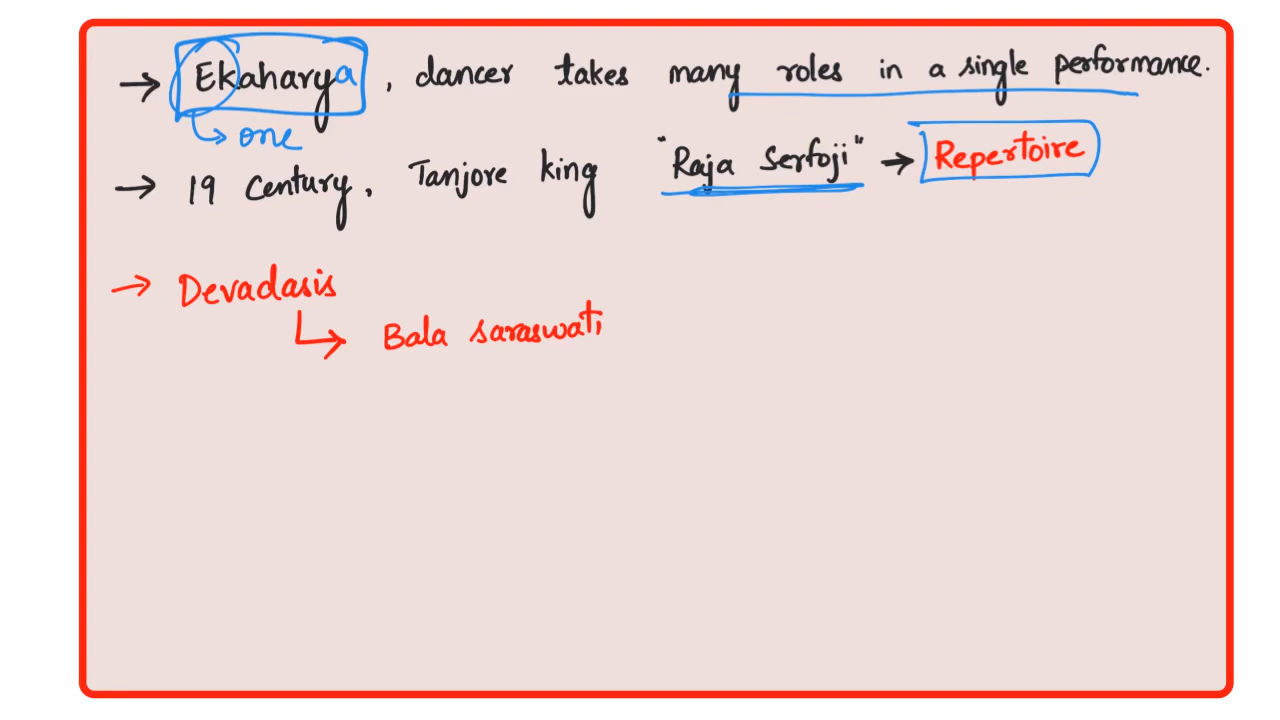 → Ekaharya, dancer takes many roles in a single performance.
↳ one
→ 19 Century, Tanjore king "Raja Serfoji" → Repertoire
→ Devadasis
↳ Bala saraswati